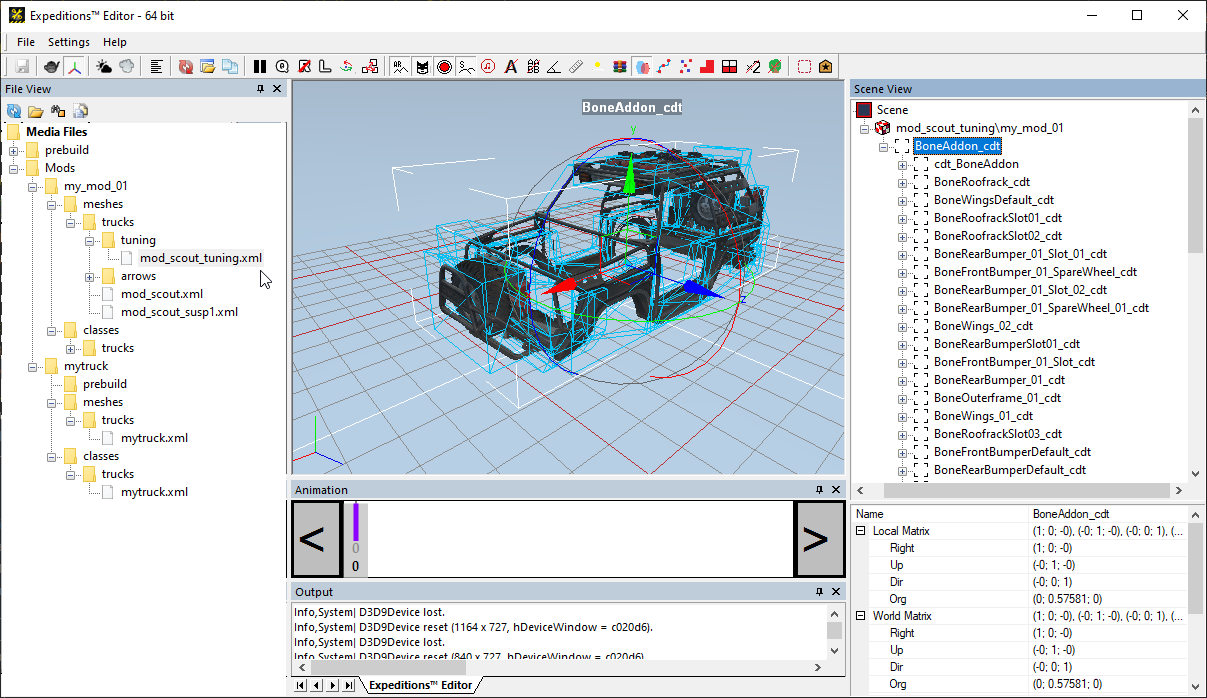 Expeditions™ Editor - 64 bit
File Settings Help
File View
Media Files
prebuild
Mods
my_mod_01
meshes
trucks
tuning
mod_scout_tuning.xml
arrows
mod_scout.xml
mod_scout_susp1.xml
classes
trucks
mytruck
prebuild
meshes
trucks
mytruck.xml
classes
trucks
mytruck.xml
BoneAddon_cdt
Y
Z
Animation
<
0
0
>
Output
Info,System| D3D9Device lost.
Info,System| D3D9Device reset (1164 x 727, hDeviceWindow = c020d6).
Info,System| D3D9Device lost.
Info,System| D3D9Device reset (840 x 727, hDeviceWindow = c020d6).
Expeditions™ Editor
Scene View
Scene
mod_scout_tuning\my_mod_01
BoneAddon_cdt
cdt_BoneAddon
BoneRoofrack_cdt
BoneWingsDefault_cdt
BoneRoofrackSlot01_cdt
BoneRoofrackSlot02_cdt
BoneRearBumper_01_Slot_01_cdt
BoneFrontBumper_01_SpareWheel_cdt
BoneRearBumper_01_Slot_02_cdt
BoneRearBumper_01_SpareWheel_01_cdt
BoneWings_02_cdt
BoneRearBumperSlot01_cdt
BoneFrontBumper_01_Slot_cdt
BoneRearBumper_01_cdt
BoneOuterframe_01_cdt
BoneWings_01_cdt
BoneRoofrackSlot03_cdt
BoneFrontBumperDefault_cdt
BoneRearBumperDefault_cdt
Name BoneAddon_cdt
Local Matrix (1; 0; -0), (-0; 1; -0), (-0; 0; 1), (...
Right (1; 0; -0)
Up (-0; 1; -0)
Dir (-0; 0; 1)
Org (0; 0.57581; 0)
World Matrix (1; 0; -0), (-0; 1; -0), (-0; 0; 1), (...
Right (1; 0; -0)
Up (-0; 1; -0)
Dir (-0; 0; 1)
Org (0; 0.57581; 0)